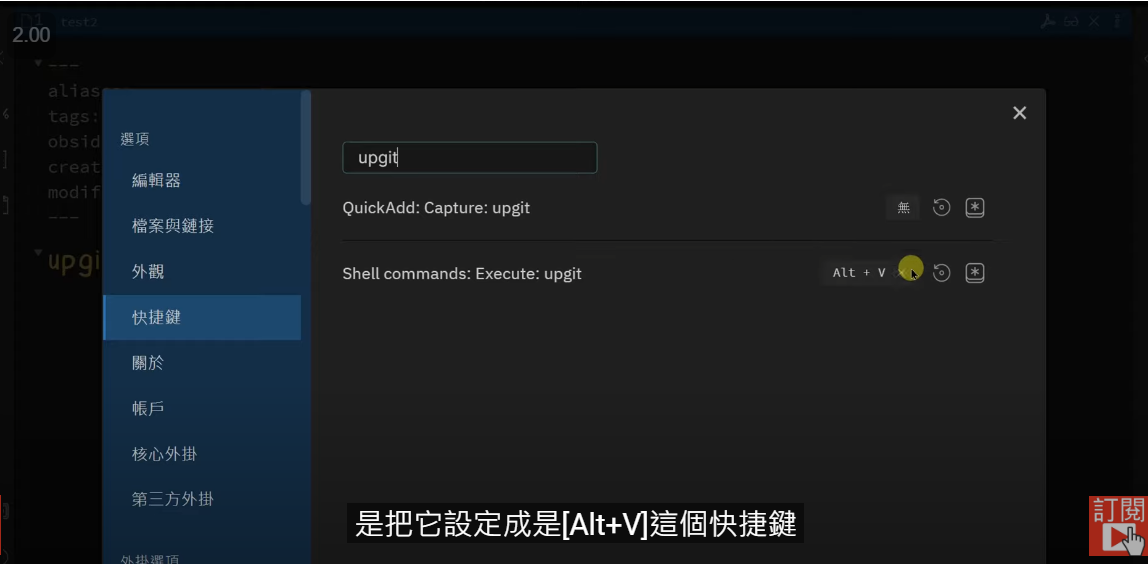 1 test2
2.00
---
alias
tags:
obsid
creat
modif
---
upgi
選項
編輯器
檔案與鏈接
外觀
快捷鍵
關於
帳戶
核心外掛
第三方外掛
外掛選項
upgit
QuickAdd: Capture: upgit
無
Shell commands: Execute: upgit
Alt + V
是把它設定成是[Alt+V]這個快捷鍵
訂閱